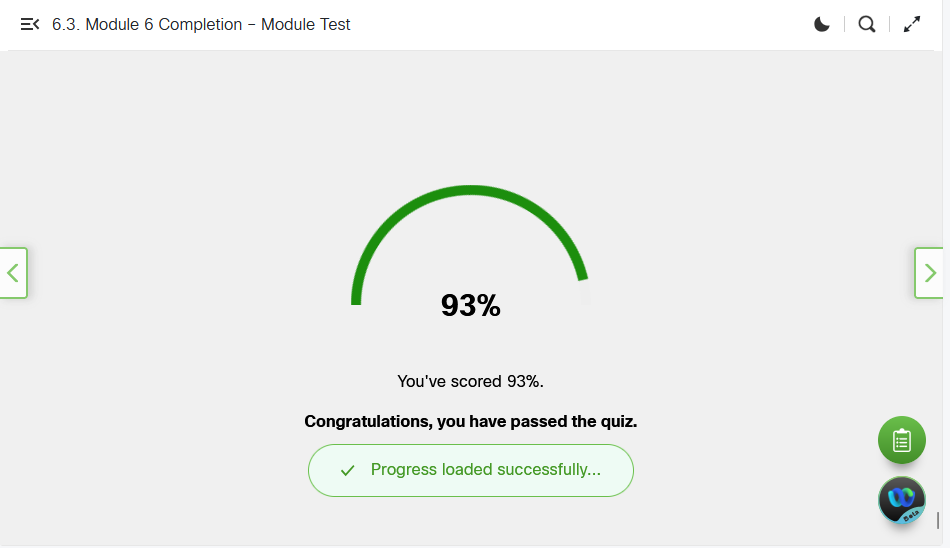 6.3. Module 6 Completion – Module Test
93%
You've scored 93%.
Congratulations, you have passed the quiz.
Progress loaded successfully...
Beta